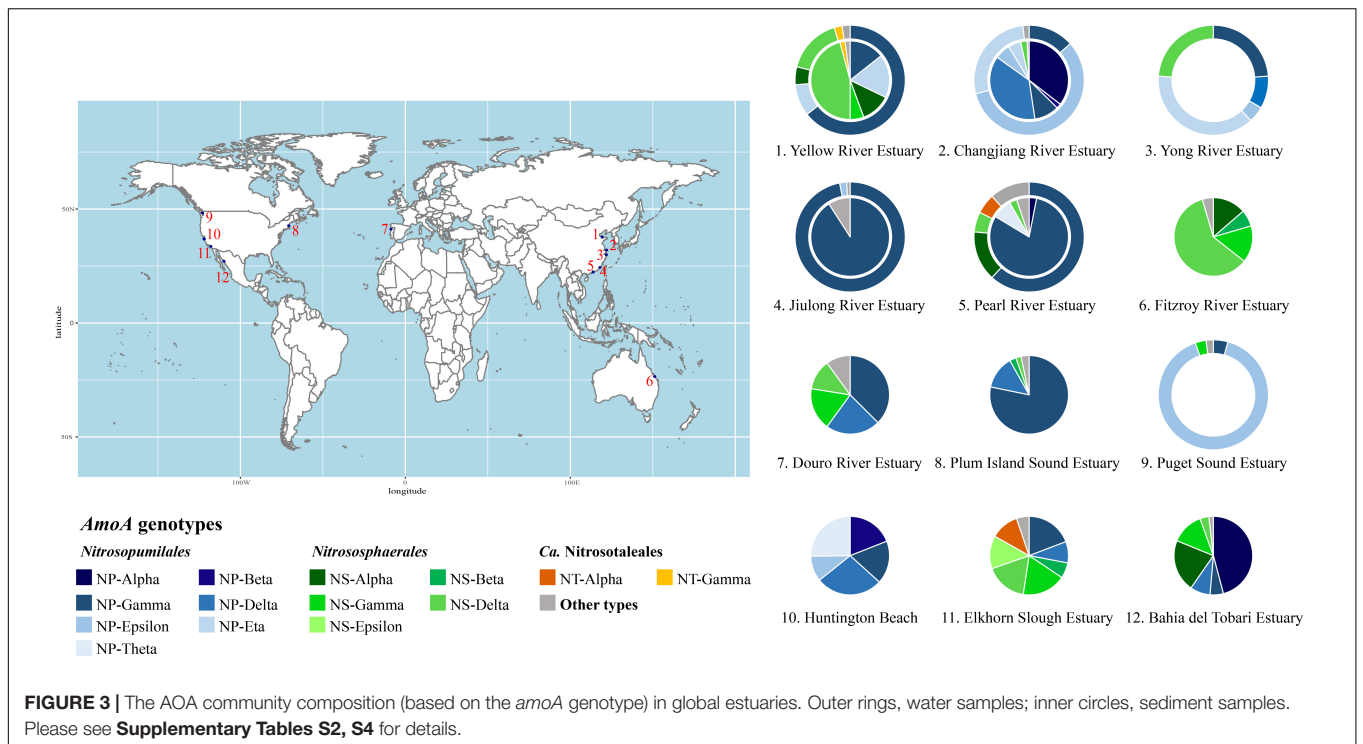 1. Yellow River Estuary
2. Changjiang River Estuary
3. Yong River Estuary
4. Jiulong River Estuary
5. Pearl River Estuary
6. Fitzroy River Estuary
7. Douro River Estuary
8. Plum Island Sound Estuary
9. Puget Sound Estuary
10. Huntington Beach
11. Elkhorn Slough Estuary
12. Bahia del Tobari Estuary
50N
0
50S
latitude
100W
0
100E
longitude
9
10
11
12
8
7
1
2
3
5
4
6
AmoA genotypes
Nitrosopumilales
NP-Alpha
NP-Beta
NP-Gamma
NP-Delta
NP-Epsilon
NP-Eta
NP-Theta
Nitrososphaerales
NS-Alpha
NS-Beta
NS-Gamma
NS-Delta
NS-Epsilon
Ca. Nitrosotaleales
NT-Alpha
NT-Gamma
Other types
FIGURE 3 | The AOA community composition (based on the amoA genotype) in global estuaries. Outer rings, water samples; inner circles, sediment samples.
Please see Supplementary Tables S2, S4 for details.